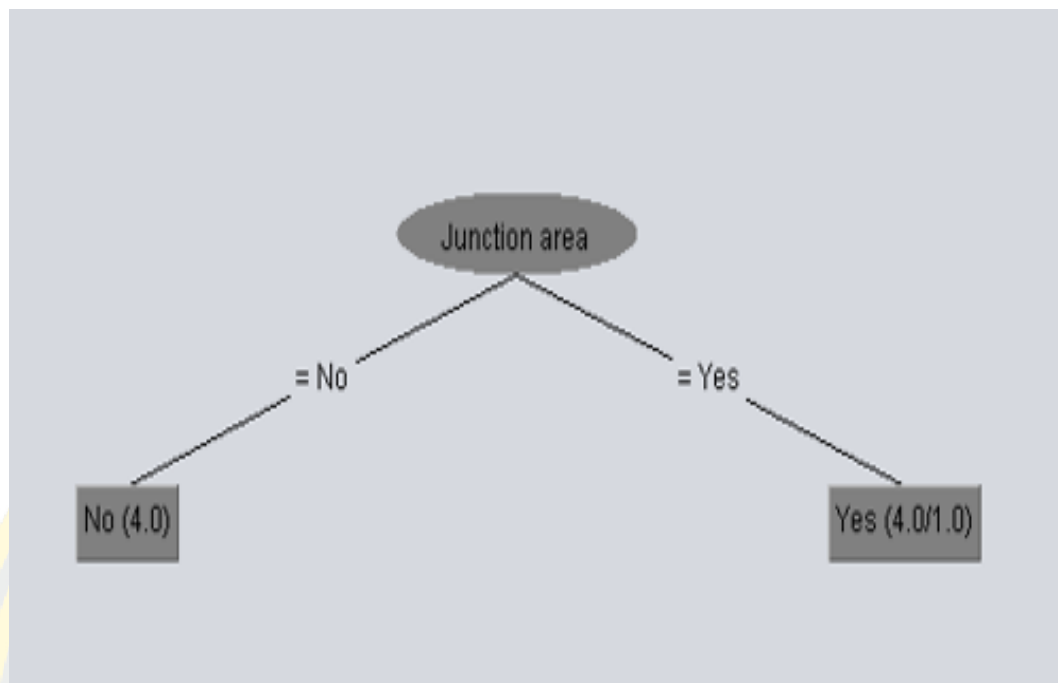 Junction area
= No
= Yes
No (4.0)
Yes (4.0/1.0)